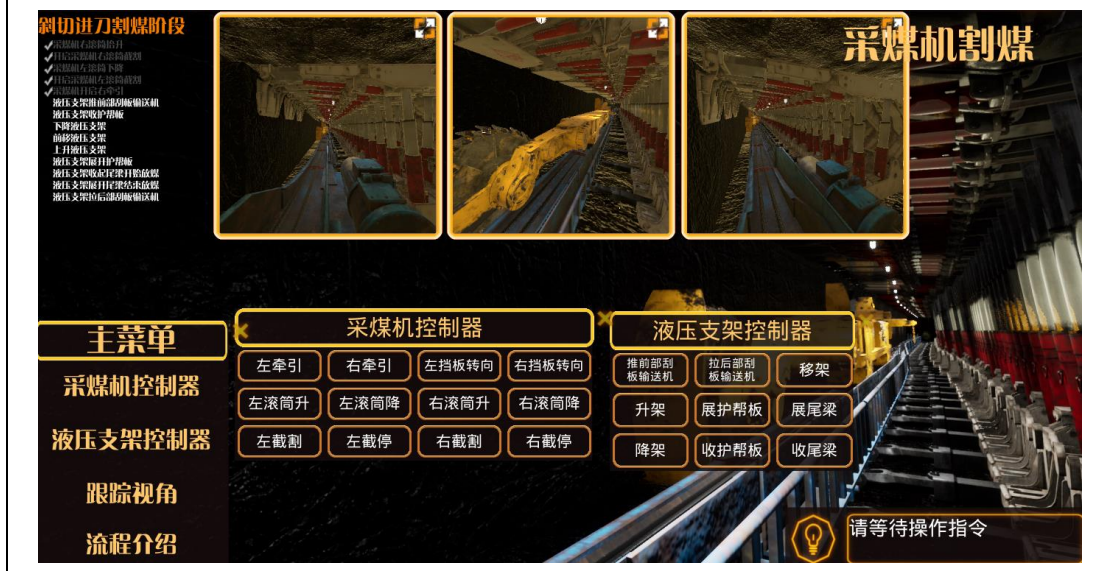 斜切进刀割煤阶段
采煤机右滚筒抬升
开启采煤机右滚筒截割
采煤机左滚筒下降
开启采煤机左滚筒截割
采煤机开启右牵引
液压支架推前部刮板输送机
液压支架收护帮板
下降液压支架
前移液压支架
上升液压支架
液压支架展开护帮板
液压支架收起尾梁开始放煤
液压支架展开尾梁结束放煤
液压支架拉后部刮板输送机
采煤机割煤
主菜单
采煤机控制器
液压支架控制器
跟踪视角
流程介绍
采煤机控制器
左牵引 右牵引 左挡板转向 右挡板转向
左滚筒升 左滚筒降 右滚筒升 右滚筒降
左截割 左截停 右截割 右截停
液压支架控制器
推前部刮板输送机 拉后部刮板输送机 移架
升架 展护帮板 展尾梁
降架 收护帮板 收尾梁
请等待操作指令